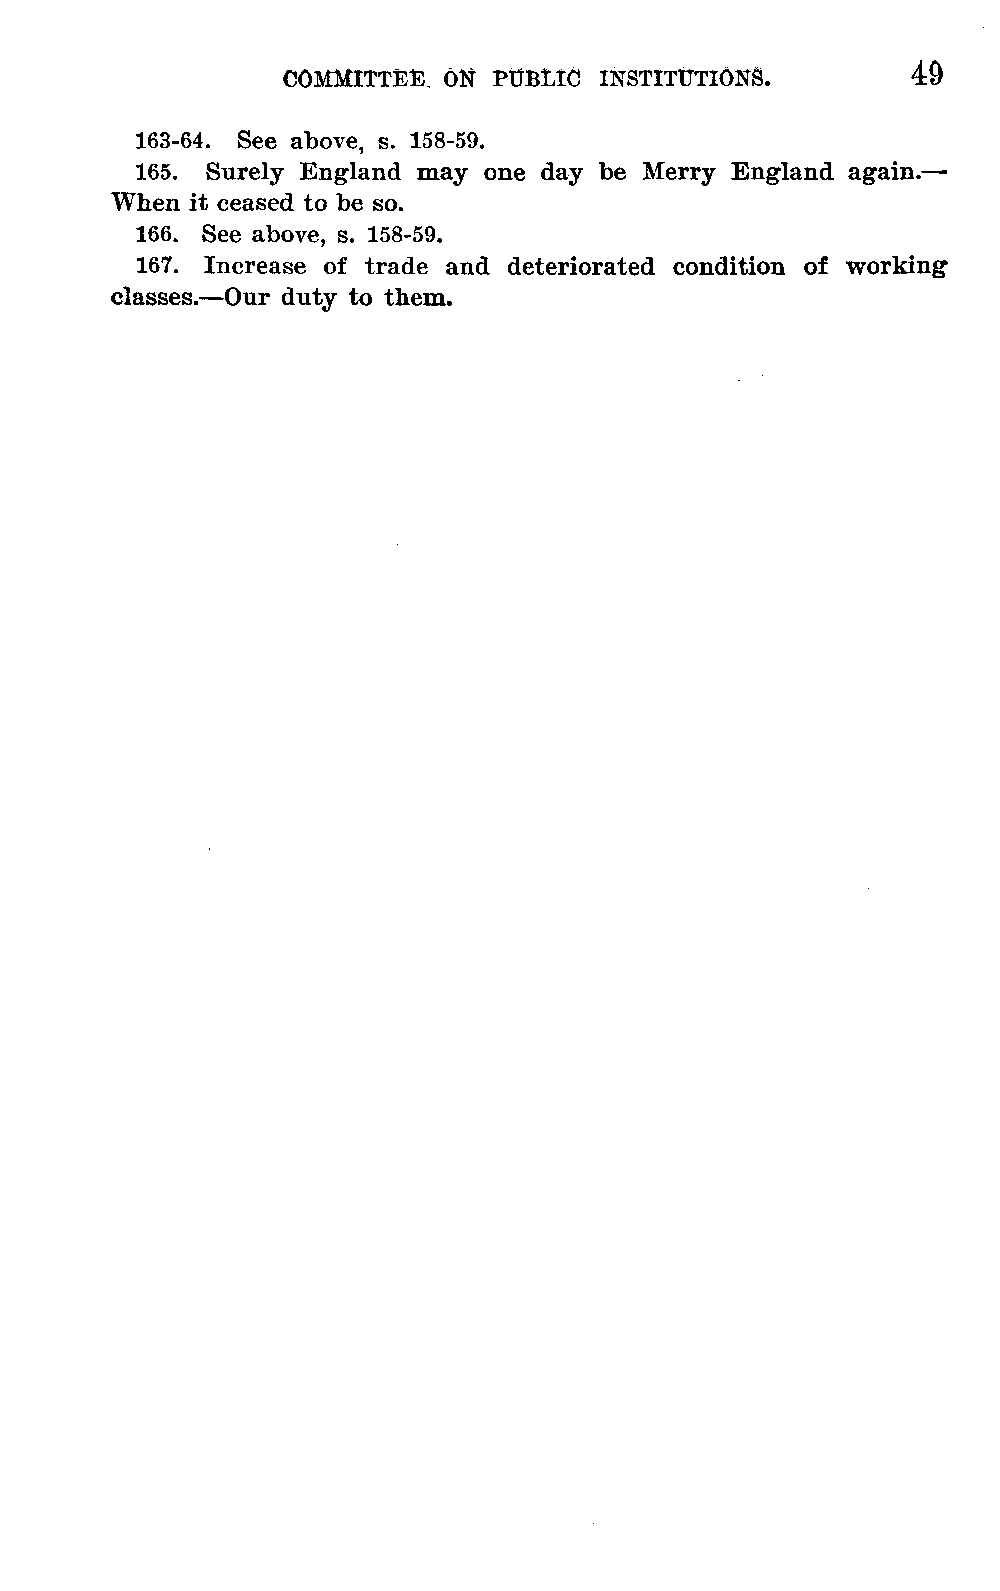 COMMITTEE ON PUBLIC INSTITUTIONS. 49
163-64. See above, s. 158-59.
165. Surely England may one day be Merry England again.—
When it ceased to be so.
166. See above, s. 158-59.
167. Increase of trade and deteriorated condition of working
classes.—Our duty to them.